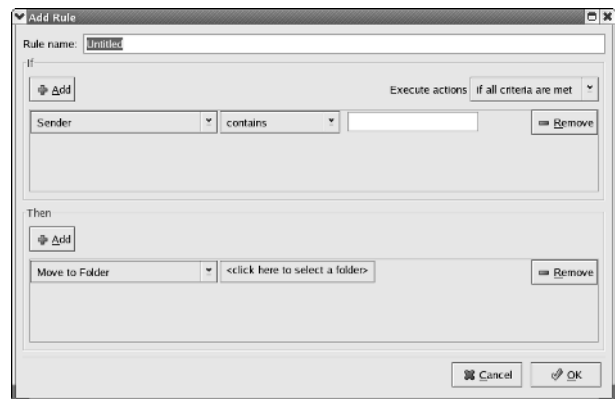 Add Rule
Rule name: Untitled
If
Add
Execute actions if all criteria are met
Sender contains Remove
Then
Add
Move to Folder <click here to select a folder> Remove
Cancel OK